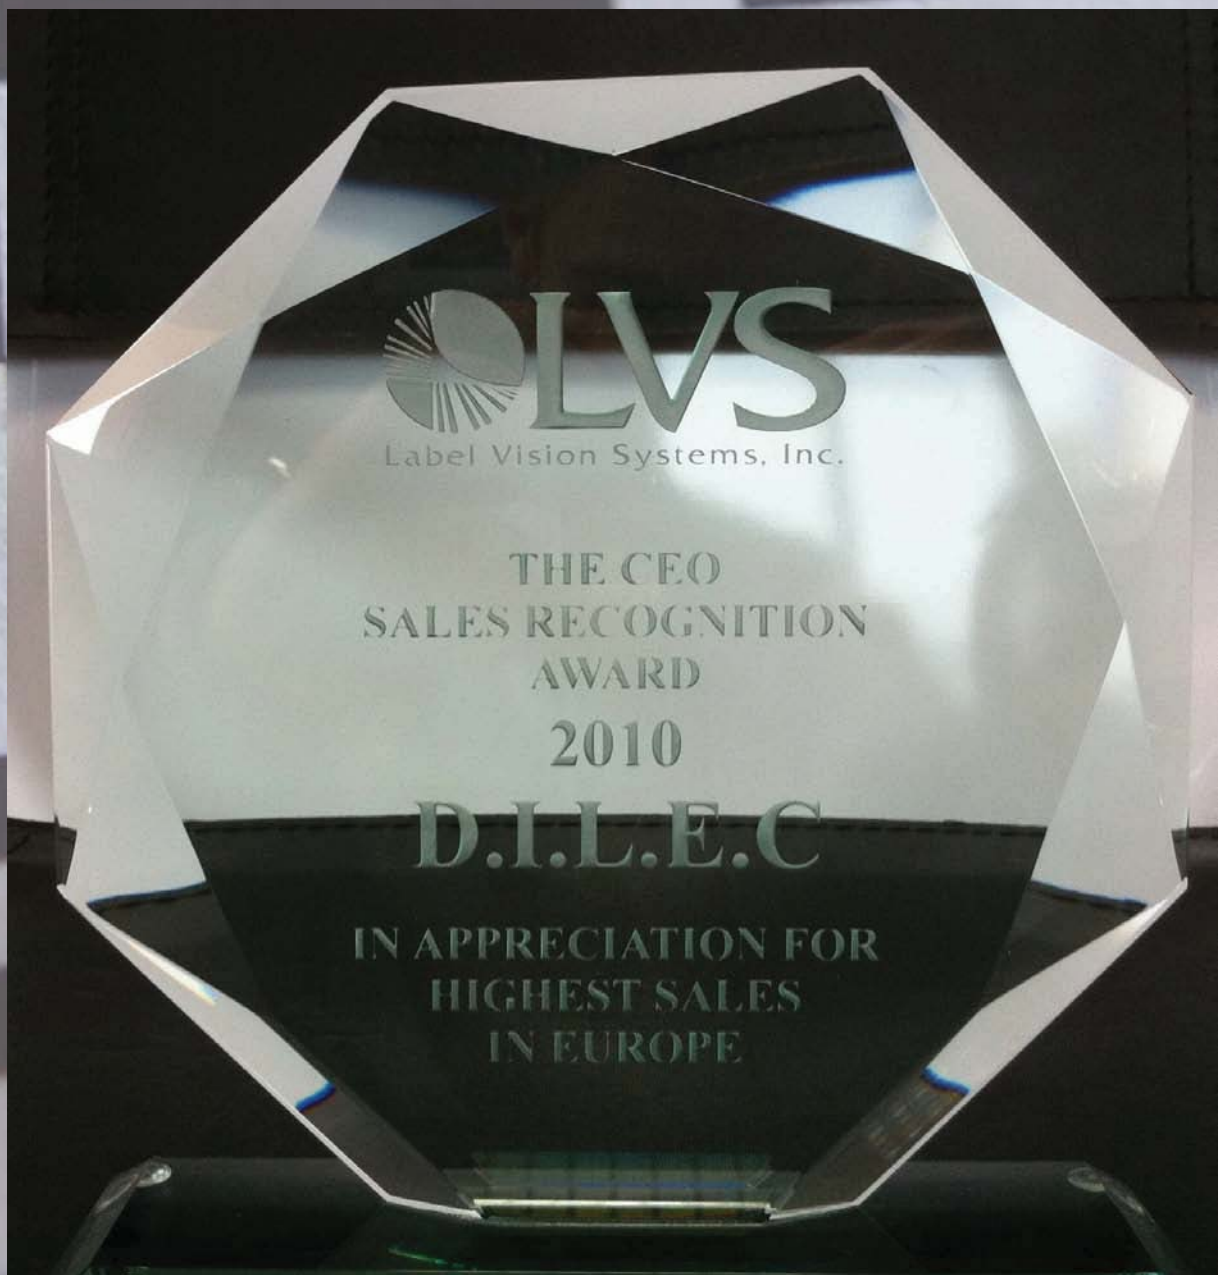 LVS
Label Vision Systems, Inc.
THE CEO
SALES RECOGNITION
AWARD
2010
D.I.L.E.C
IN APPRECIATION FOR
HIGHEST SALES
IN EUROPE